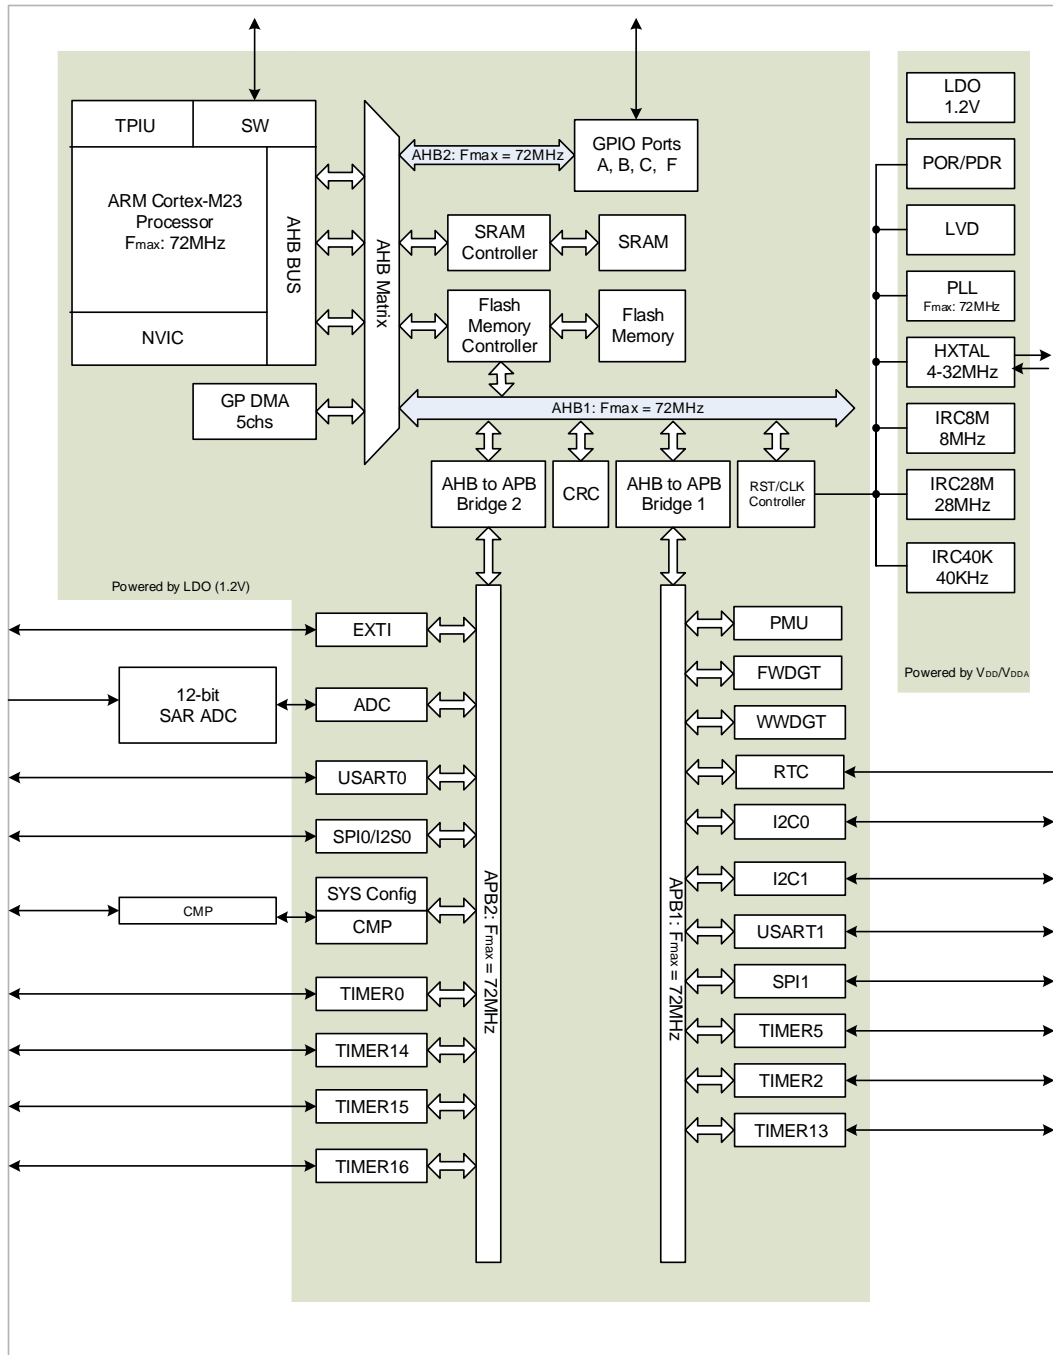 TPIU
SW
ARM Cortex-M23
Processor
Fmax: 72MHz
NVIC
AHB BUS
GP DMA
5chs
AHB Matrix
AHB2: Fmax = 72MHz
GPIO Ports
A, B, C, F
SRAM
Controller
SRAM
Flash
Memory
Controller
Flash
Memory
AHB1: Fmax = 72MHz
AHB to APB
Bridge 2
CRC
AHB to APB
Bridge 1
RST/CLK
Controller
LDO
1.2V
POR/PDR
LVD
PLL
Fmax: 72MHz
HXTAL
4-32MHz
IRC8M
8MHz
IRC28M
28MHz
IRC40K
40KHz
Powered by VDD/VDDA
Powered by LDO (1.2V)
EXTI
12-bit
SAR ADC
ADC
USART0
SPI0/I2S0
SYS Config
CMP
CMP
TIMER0
TIMER14
TIMER15
TIMER16
APB2: Fmax = 72MHz
APB1: Fmax = 72MHz
PMU
FWDGT
WWDGT
RTC
I2C0
I2C1
USART1
SPI1
TIMER5
TIMER2
TIMER13